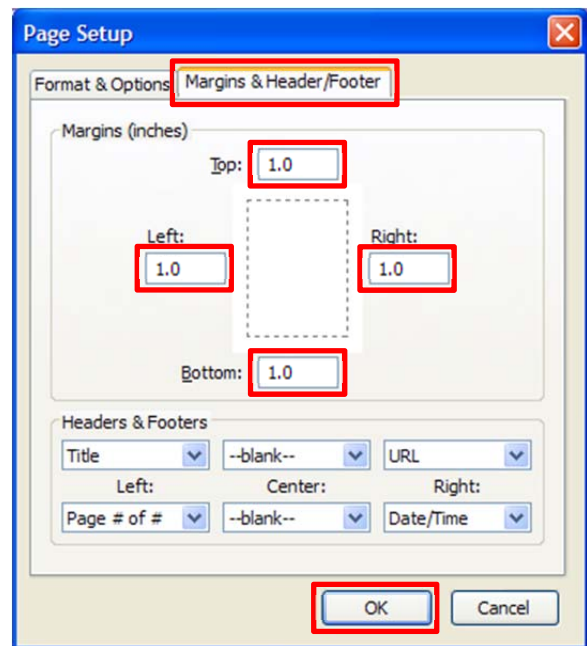 Page Setup
Format & Options Margins & Header/Footer
Margins (inches)
Top: 1.0
Left: Right:
1.0 1.0
Bottom: 1.0
Headers & Footers
Title --blank-- URL
Left: Center: Right:
Page # of # --blank-- Date/Time
OK Cancel